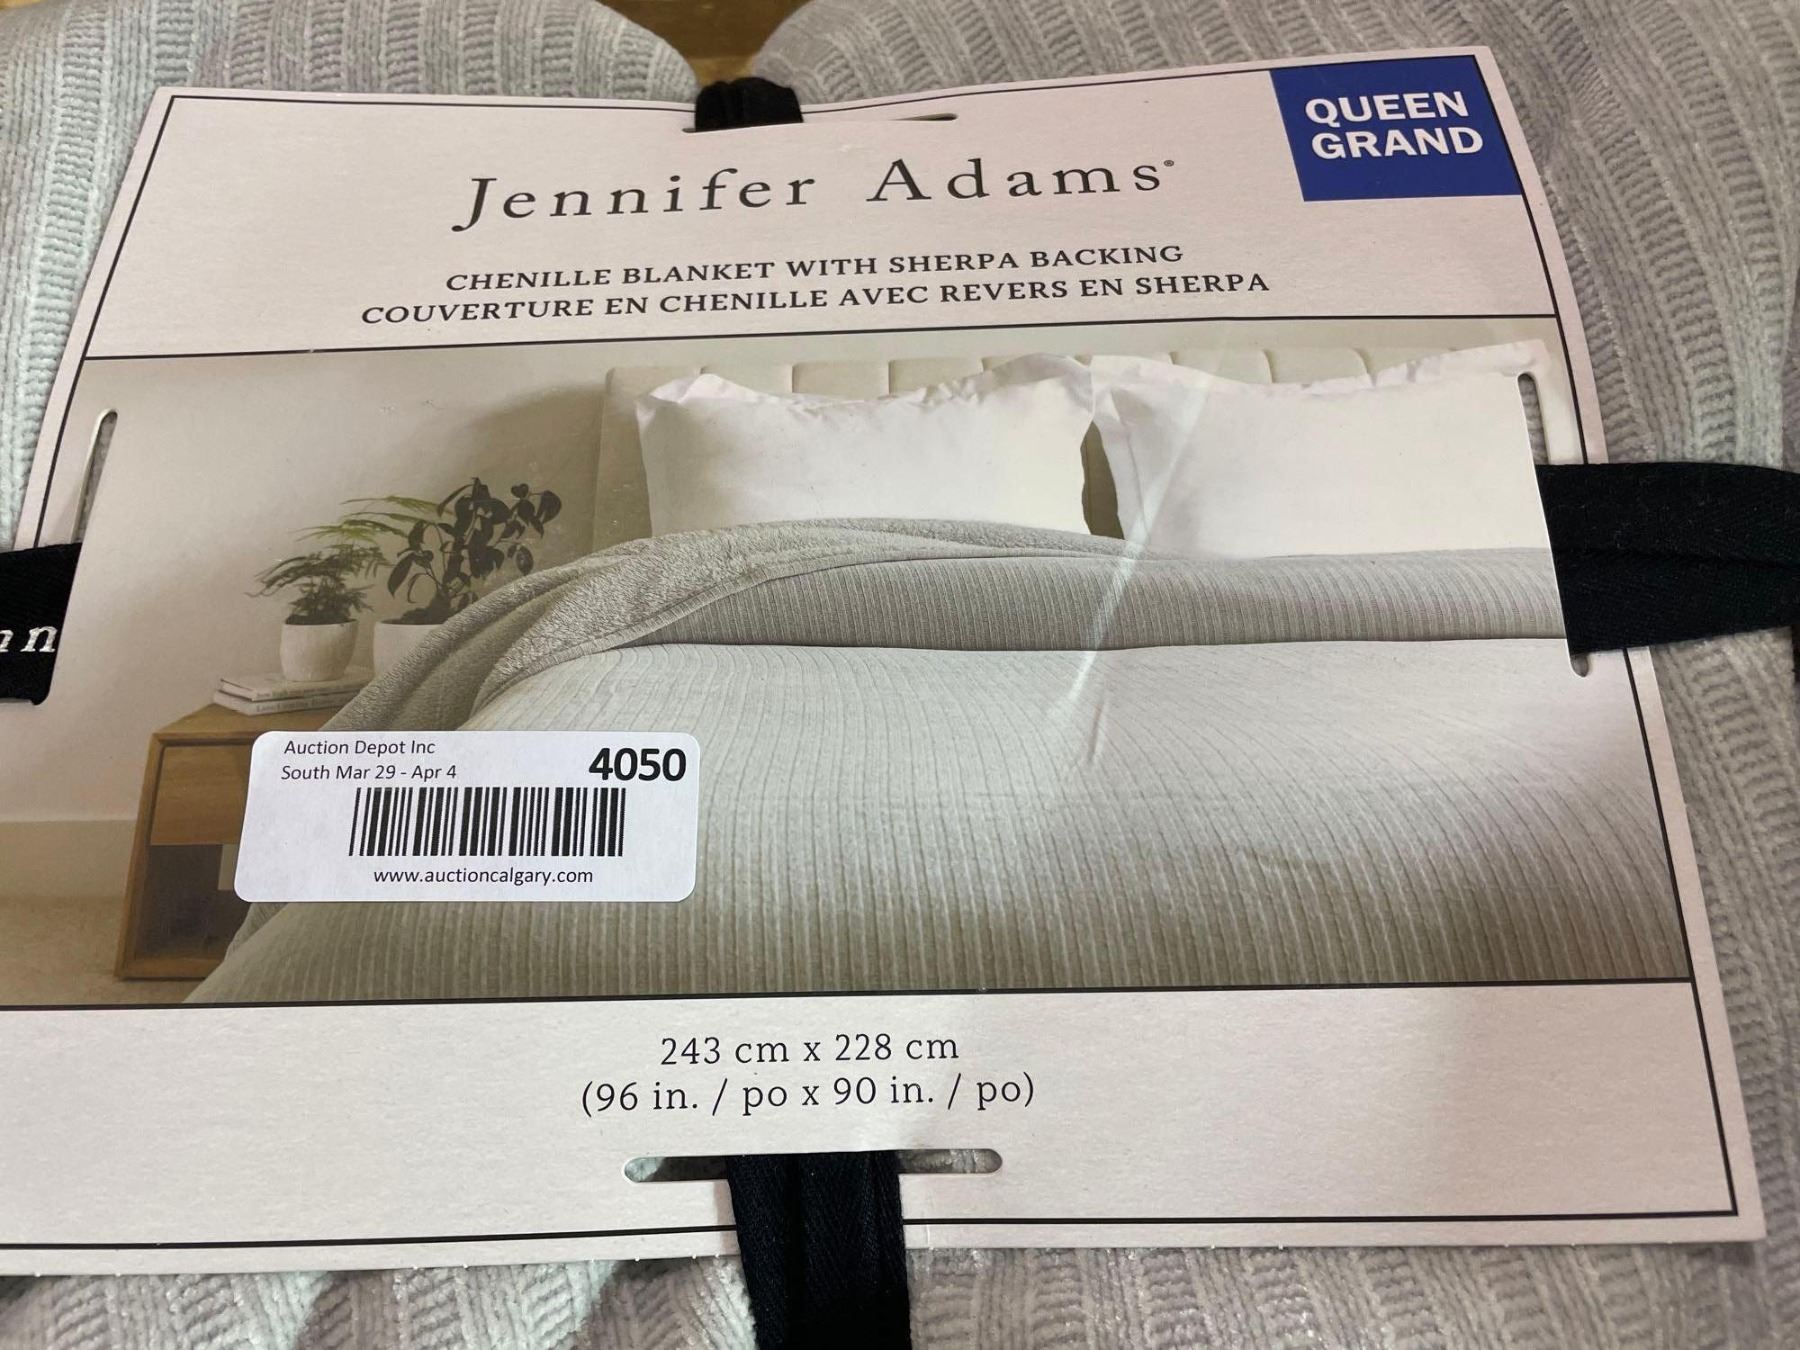 QUEEN
GRAND
Jennifer Adams®
CHENILLE BLANKET WITH SHERPA BACKING
COUVERTURE EN CHENILLE AVEC REVERS EN SHERPA
nn
Auction Depot Inc
South Mar 29 - Apr 4
4050
www.auctioncalgary.com
243 cm x 228 cm
(96 in. / po x 90 in. / po)